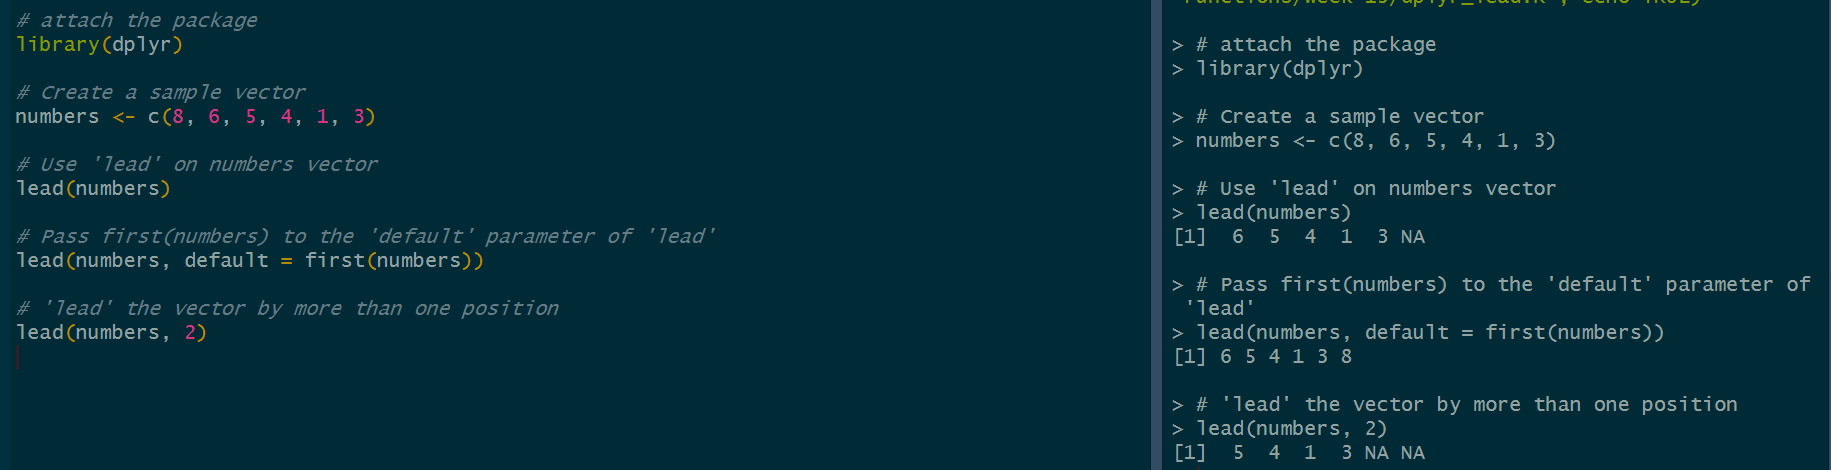 # attach the package
library(dplyr)
# Create a sample vector
numbers <- c(8, 6, 5, 4, 1, 3)
# Use 'lead' on numbers vector
lead(numbers)
# Pass first(numbers) to the 'default' parameter of 'lead'
lead(numbers, default = first(numbers))
# 'lead' the vector by more than one position
lead(numbers, 2)
> # attach the package
> library(dplyr)
> # Create a sample vector
> numbers <- c(8, 6, 5, 4, 1, 3)
> # Use 'lead' on numbers vector
> lead(numbers)
[1]  6  5  4  1  3 NA
> # Pass first(numbers) to the 'default' parameter of
'lead'
> lead(numbers, default = first(numbers))
[1] 6 5 4 1 3 8
> # 'lead' the vector by more than one position
> lead(numbers, 2)
[1]  5  4  1  3 NA NA